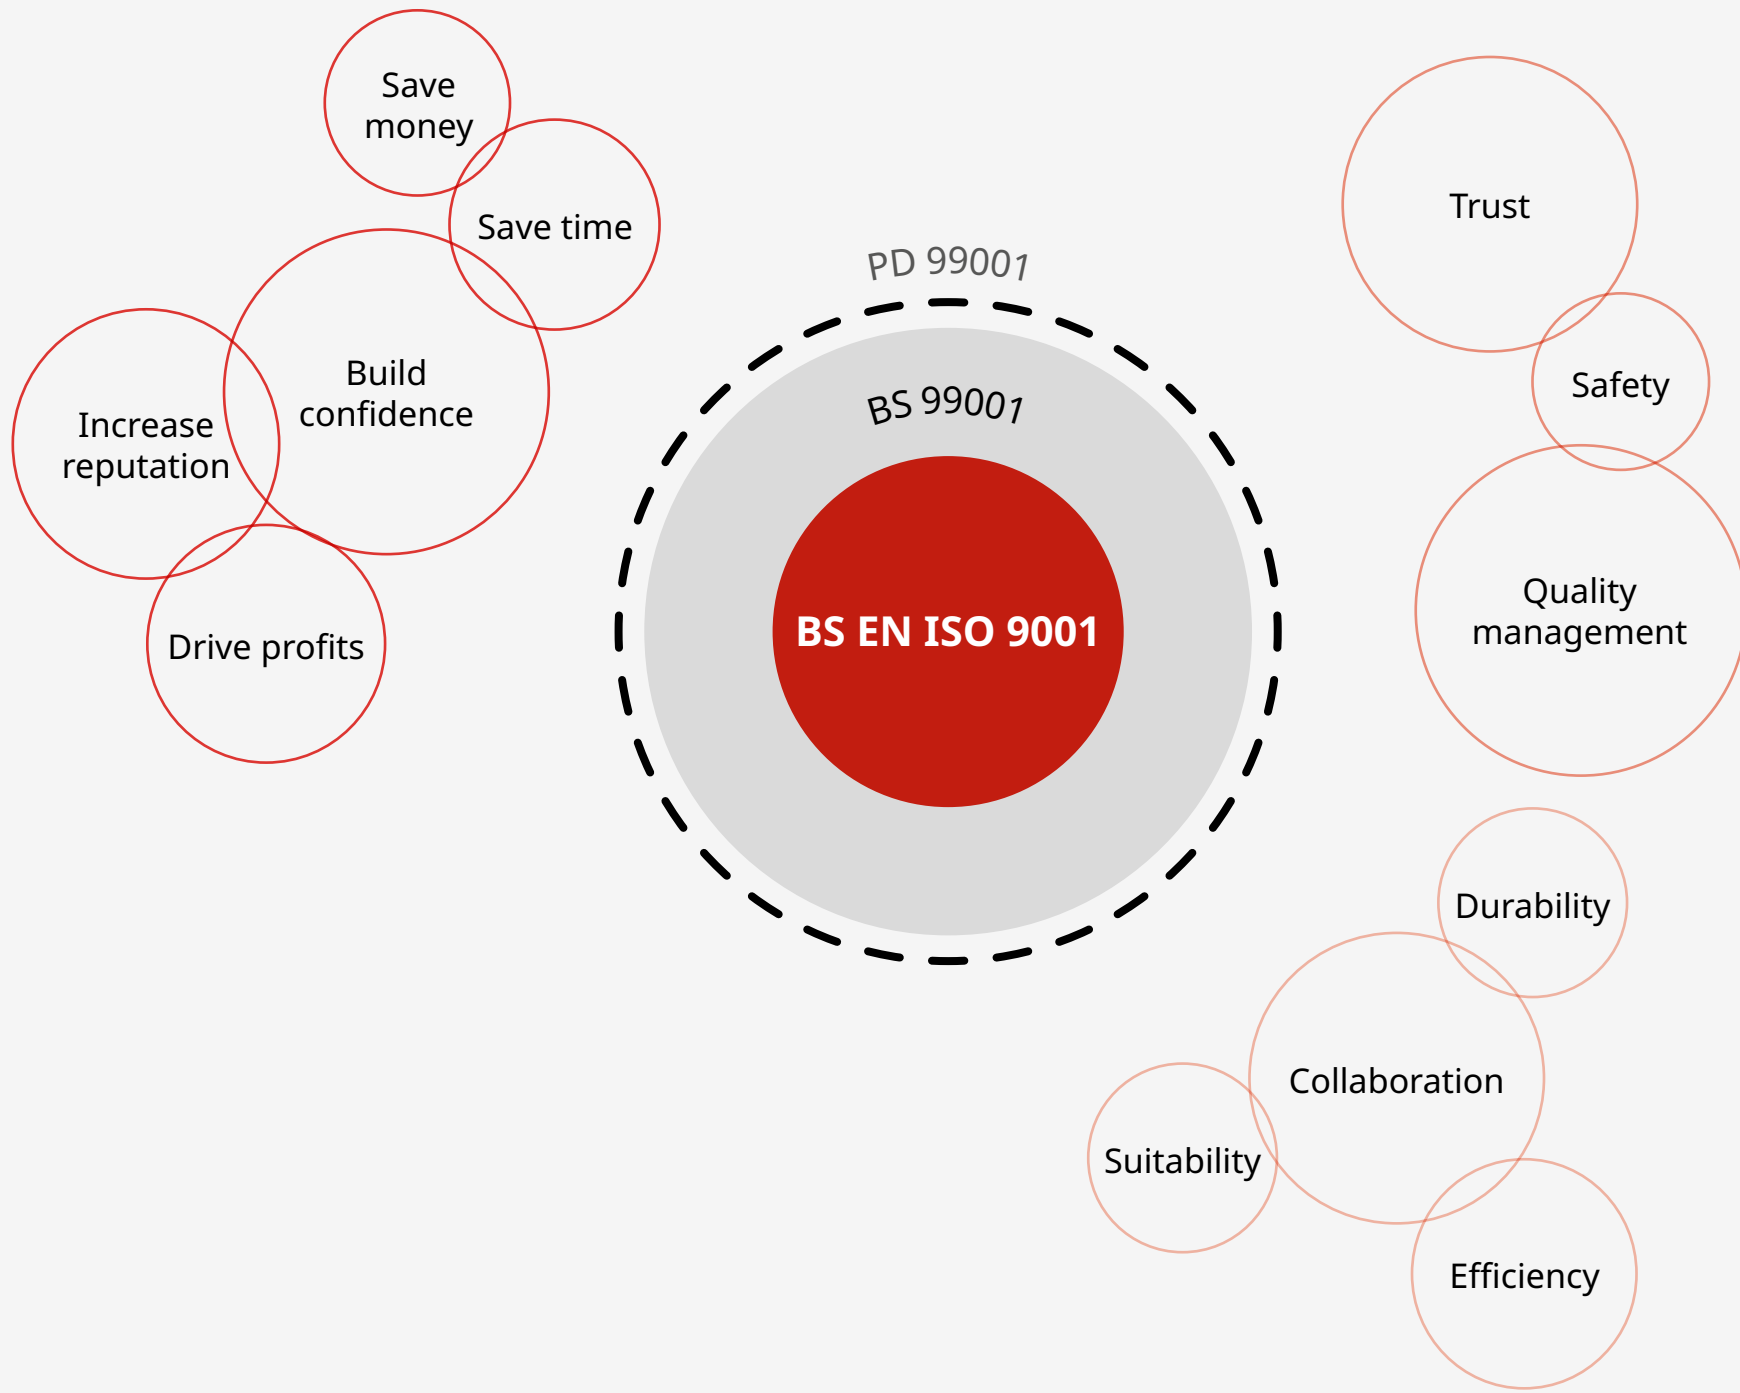 Save
money
Save time
Build
confidence
Increase
reputation
Drive profits
PD 99001
BS 99001
BS EN ISO 9001
Trust
Safety
Quality
management
Durability
Collaboration
Suitability
Efficiency